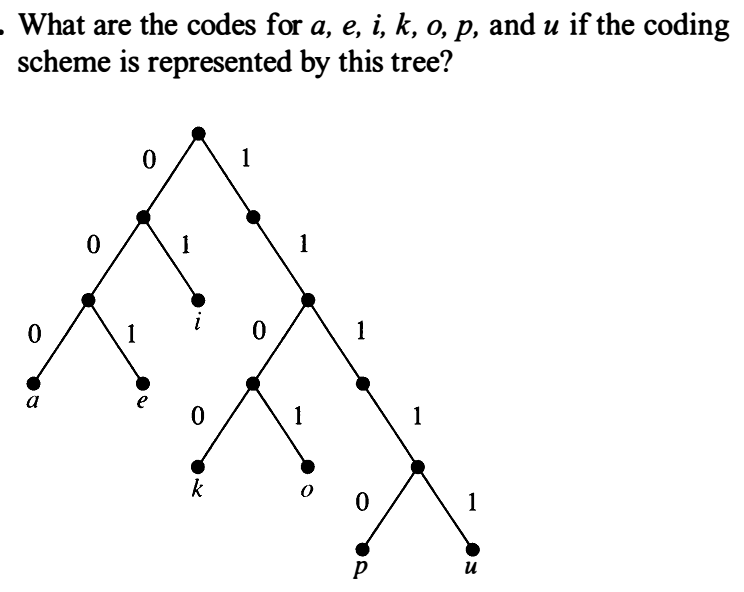 . What are the codes for a, e, i, k, o, p, and u if the coding
scheme is represented by this tree?
0 1
0 1 1
0 1 i 0 1
a e 0 1 1
k o 0 1
p u